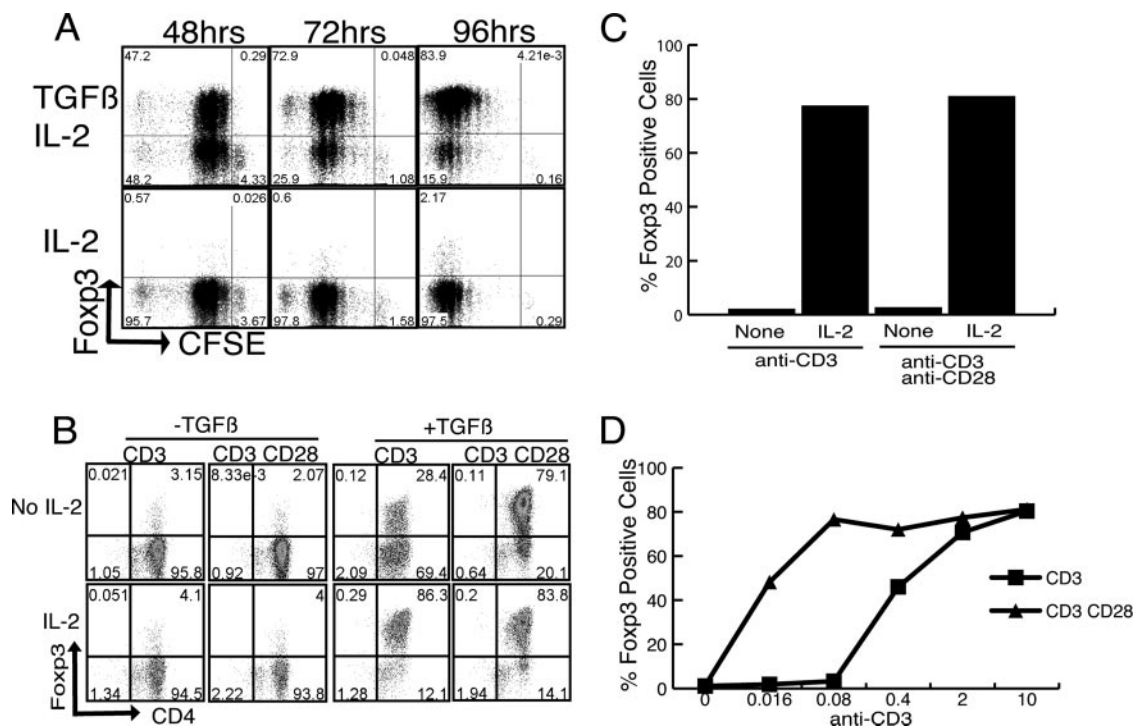 A
48hrs 72hrs 96hrs
47.2 0.29 72.9 0.048 83.9 4.21e-3
TGFß
IL-2
48.2 4.33 25.9 1.08 15.9 0.16
0.57 0.026 0.6 2.17
IL-2
95.7 3.67 97.8 1.58 97.5 0.29
Foxp3
CFSE
B
-TGFß +TGFß
CD3 CD3 CD28 CD3 CD3 CD28
0.021 3.15 8.33e-3 2.07 0.12 28.4 0.11 79.1
No IL-2
1.05 95.8 0.92 97 2.09 69.4 0.64 20.1
0.051 4.1 4 0.29 86.3 0.2 83.8
IL-2
1.34 94.5 2.22 93.8 1.28 12.1 1.94 14.1
Foxp3
CD4
C
% Foxp3 Positive Cells
100
80
60
40
20
0
None IL-2 None IL-2
anti-CD3 anti-CD3
anti-CD28
D
% Foxp3 Positive Cells
100
80
60
40
20
0
0 0.016 0.08 0.4 2 10
anti-CD3
CD3
CD3 CD28